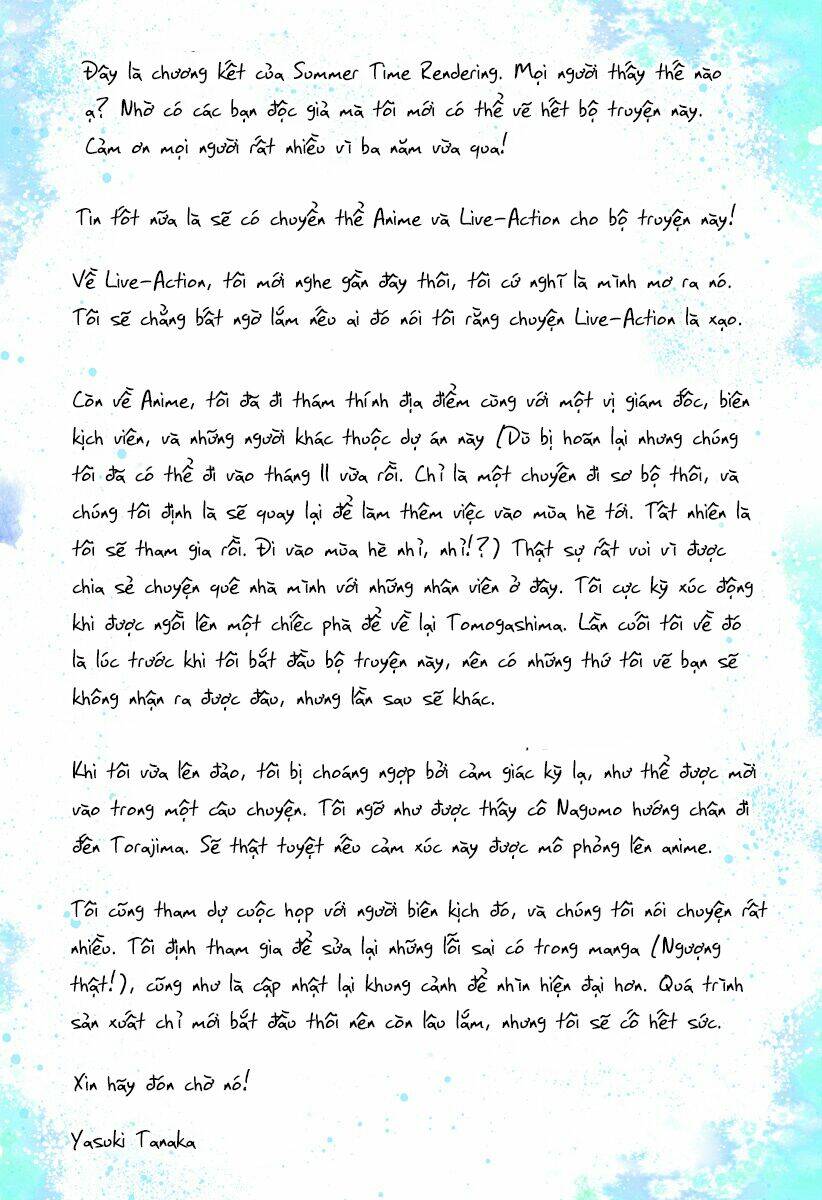 Đây là chương kết của Summer Time Rendering. Mọi người thấy thế nào
ạ? Nhờ có các bạn độc giả mà tôi mới có thể vẽ hết bộ truyện này.
Cảm ơn mọi người rất nhiều vì ba năm vừa qua!
Tin tốt nữa là sẽ có chuyển thể Anime và Live-Action cho bộ truyện này!
Về Live-Action, tôi mới nghe gần đây thôi, tôi cứ nghĩ là mình mơ ra nó.
Tôi sẽ chẳng bất ngờ lắm nếu ai đó nói tôi rằng chuyện Live-Action là xạo.
Còn về Anime, tôi đã đi thám thính địa điểm cùng với một vị giám đốc, biên
kịch viên, và những người khác thuộc dự án này (Dù bị hoãn lại nhưng chúng
tôi đã có thể đi vào tháng 11 vừa rồi. Chỉ là một chuyến đi sơ bộ thôi, và
chúng tôi định là sẽ quay lại để làm thêm việc vào mùa hè tới. Tất nhiên là
tôi sẽ tham gia rồi. Đi vào mùa hè nhỉ, nhỉ!?) Thật sự rất vui vì được
chia sẻ chuyện quê nhà mình với những nhân viên ở đây. Tôi cực kỳ xúc động
khi được ngồi lên một chiếc phà để về lại Tomogashima. Lần cuối tôi về đó
là lúc trước khi tôi bắt đầu bộ truyện này, nên có những thứ tôi vẽ bạn sẽ
không nhận ra được đâu, nhưng lần sau sẽ khác.
Khi tôi vừa lên đảo, tôi bị choáng ngợp bởi cảm giác kỳ lạ, như thể được mời
vào trong một câu chuyện. Tôi ngỡ như được thấy cô Nagumo hướng chân đi
đến Torajima. Sẽ thật tuyệt nếu cảm xúc này được mô phỏng lên anime.
Tôi cũng tham dự cuộc họp với người biên kịch đó, và chúng tôi nói chuyện rất
nhiều. Tôi định tham gia để sửa lại những lỗi sai có trong manga (Ngượng
thật!), cũng như là cập nhật lại khung cảnh để nhìn hiện đại hơn. Quá trình
sản xuất chỉ mới bắt đầu thôi nên còn lâu lắm, nhưng tôi sẽ cố hết sức.
Xin hãy đón chờ nó!
Yasuki Tanaka